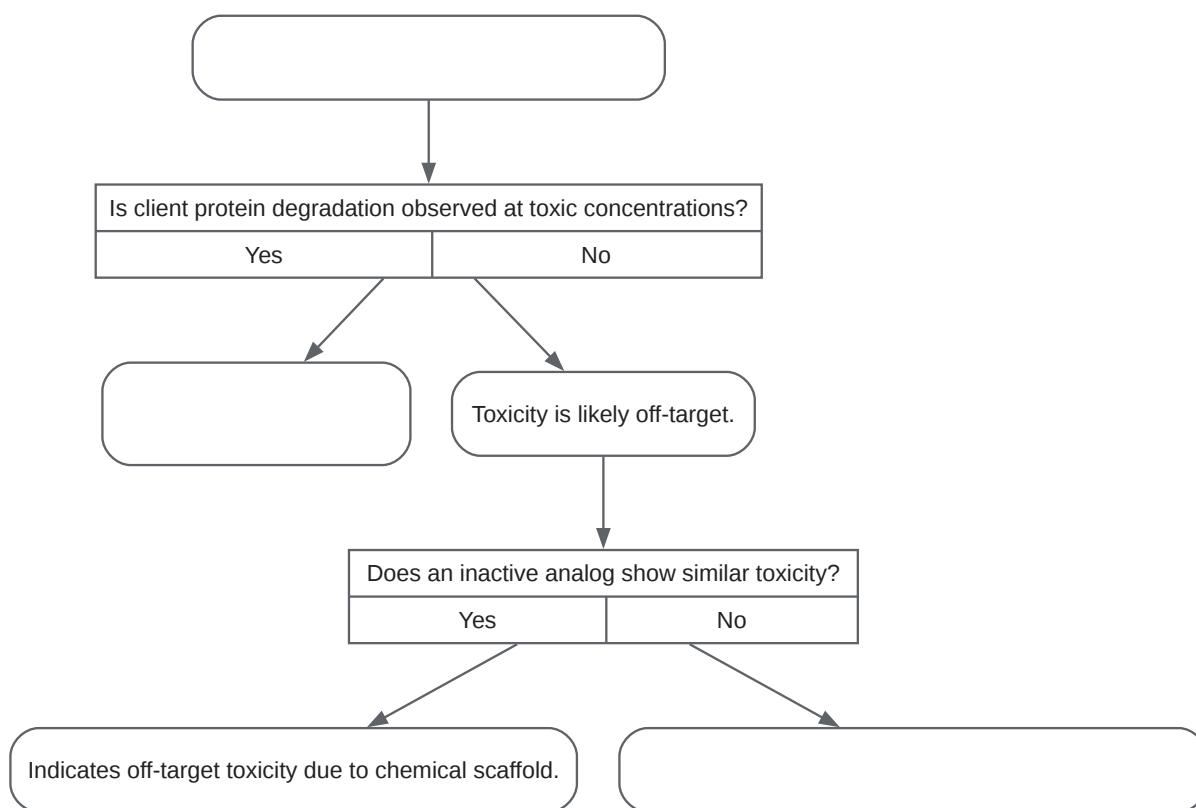 Is client protein degradation observed at toxic concentrations?
Yes
No
Toxicity is likely off-target.
Does an inactive analog show similar toxicity?
Yes
No
Indicates off-target toxicity due to chemical scaffold.